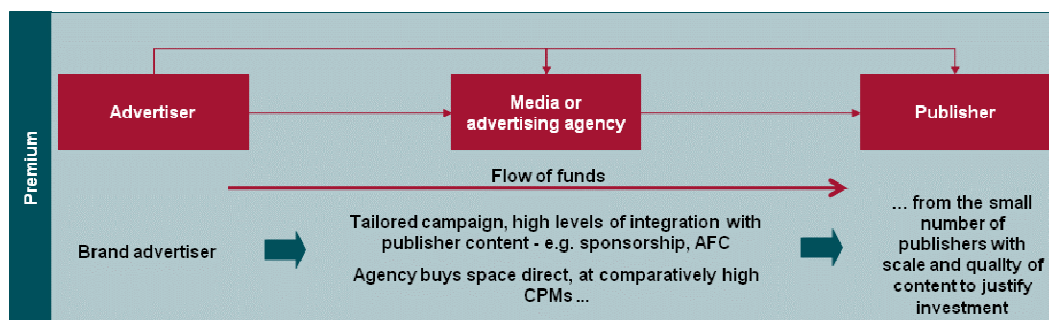 Premium
Advertiser
Media or
advertising agency
Publisher
Flow of funds
Brand advertiser
Tailored campaign, high levels of integration with
publisher content - e.g. sponsorship, AFC
Agency buys space direct, at comparatively high
CPMs ...
... from the small
number of
publishers with
scale and quality of
content to justify
investment